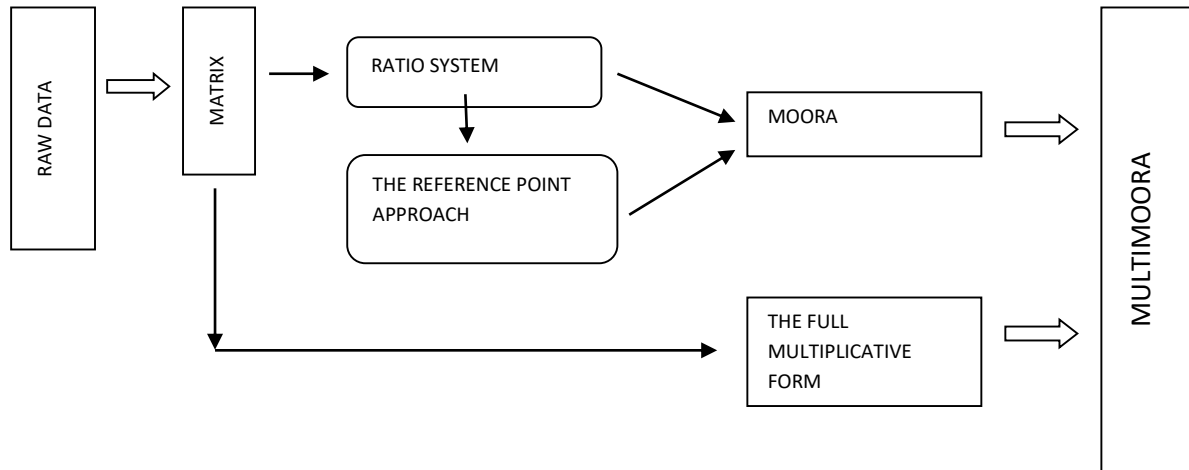 RAW DATA
MATRIX
RATIO SYSTEM
THE REFERENCE POINT
APPROACH
MOORA
THE FULL
MULTIPLICATIVE
FORM
MULTIMOORA